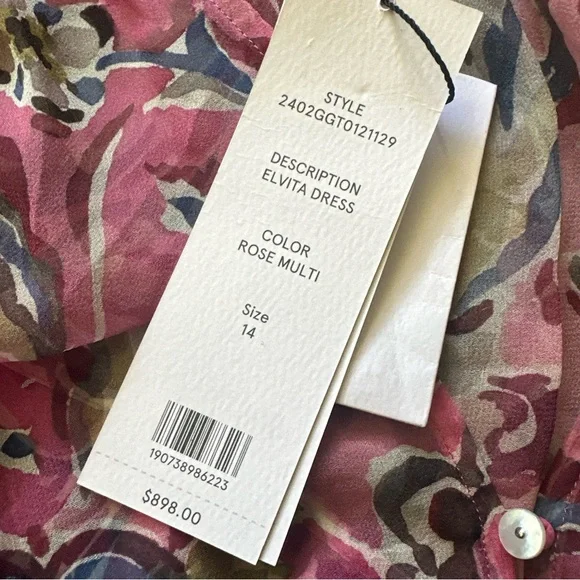 STYLE
2402GGT0121129
DESCRIPTION
ELVITA DRESS
COLOR
ROSE MULTI
Size
14
190738986223
$898.00